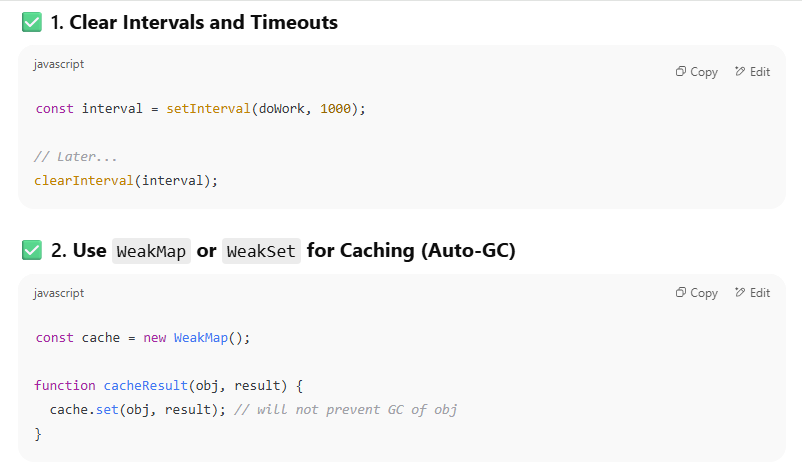 ✅ 1. Clear Intervals and Timeouts
javascript
Copy Edit
const interval = setInterval(doWork, 1000);
// Later...
clearInterval(interval);
✅ 2. Use WeakMap or WeakSet for Caching (Auto-GC)
javascript
Copy Edit
const cache = new WeakMap();
function cacheResult(obj, result) {
  cache.set(obj, result); // will not prevent GC of obj
}